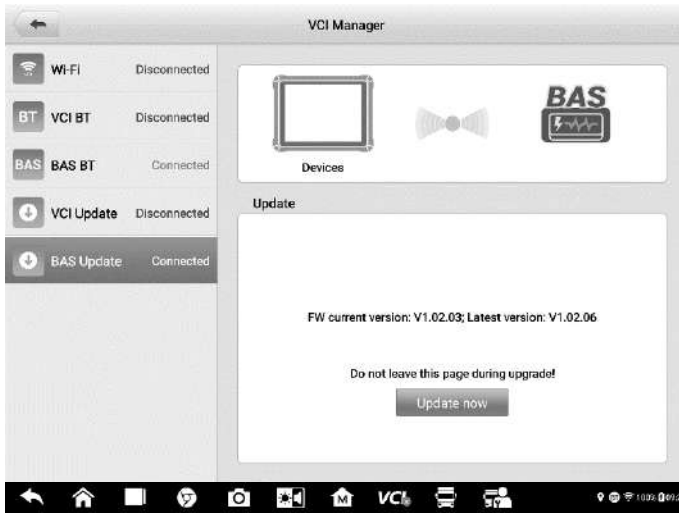 VCI Manager
Wi-Fi Disconnected
BT VCI BT Disconnected
BAS BAS BT Connected
VCI Update Disconnected
BAS Update Connected
BAS
Devices
Update
FW current version: V1.02.03; Latest version: V1.02.06
Do not leave this page during upgrade!
Update now
M
VCI
100%